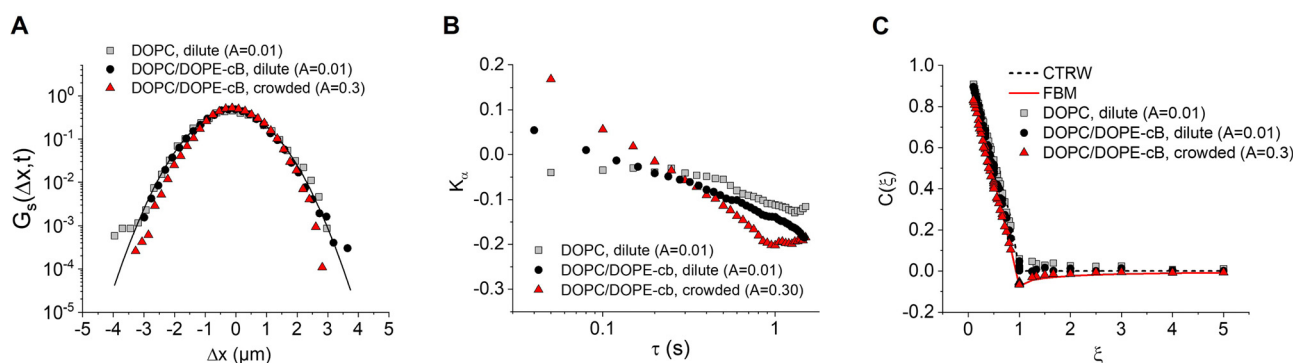 A
DOPC, dilute (A=0.01)
DOPC/DOPE-cB, dilute (A=0.01)
DOPC/DOPE-cB, crowded (A=0.3)
10^0
10^-1
10^-2
10^-3
10^-4
10^-5
G_s(Δx,t)
-5 -4 -3 -2 -1 0 1 2 3 4 5
Δx (µm)
B
0.2
0.1
0.0
-0.1
-0.2
-0.3
K_α
DOPC, dilute (A=0.01)
DOPC/DOPE-cb, dilute (A=0.01)
DOPC/DOPE-cb, crowded (A=0.30)
0.1 1
τ (s)
C
CTRW
FBM
DOPC, dilute (A=0.01)
DOPC/DOPE-cB, dilute (A=0.01)
DOPC/DOPE-cB, crowded (A=0.3)
1.0
0.8
0.6
0.4
0.2
0.0
-0.2
C(ξ)
0 1 2 3 4 5
ξ